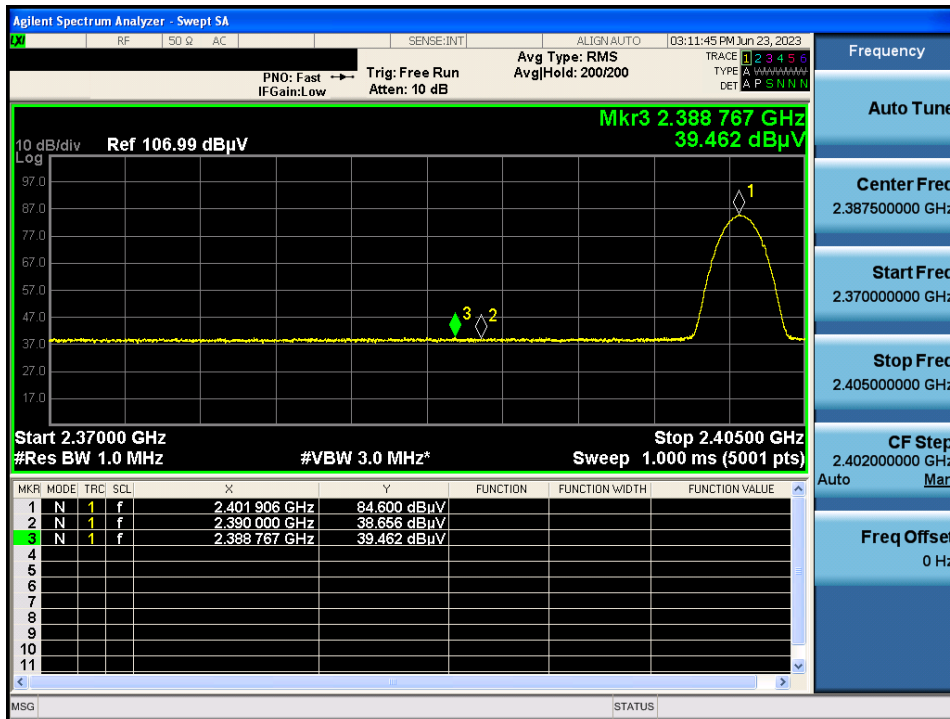 Agilent Spectrum Analyzer - Swept SA
LXI RF 50 Ω AC SENSE:INT ALIGN AUTO 03:11:45 PM Jun 23, 2023
PNO: Fast Trig: Free Run Avg Type: RMS TRACE 1 2 3 4 5 6
IFGain:Low Atten: 10 dB Avg|Hold: 200/200 TYPE A WWWWW
DET A P S N N N
Mkr3 2.388 767 GHz
39.462 dBµV
10 dB/div Ref 106.99 dBµV
Log
97.0
87.0
77.0
67.0
57.0
47.0
37.0
27.0
17.0
1
3
2
Start 2.37000 GHz Stop 2.40500 GHz
#Res BW 1.0 MHz #VBW 3.0 MHz* Sweep 1.000 ms (5001 pts)
MKR MODE TRC SCL X Y FUNCTION FUNCTION WIDTH FUNCTION VALUE
1 N 1 f 2.401 906 GHz 84.600 dBµV
2 N 1 f 2.390 000 GHz 38.656 dBµV
3 N 1 f 2.388 767 GHz 39.462 dBµV
4
5
6
7
8
9
10
11
MSG STATUS
Frequency
Auto Tune
Center Freq
2.387500000 GHz
Start Freq
2.370000000 GHz
Stop Freq
2.405000000 GHz
CF Step
2.402000000 GHz
Auto Man
Freq Offset
0 Hz